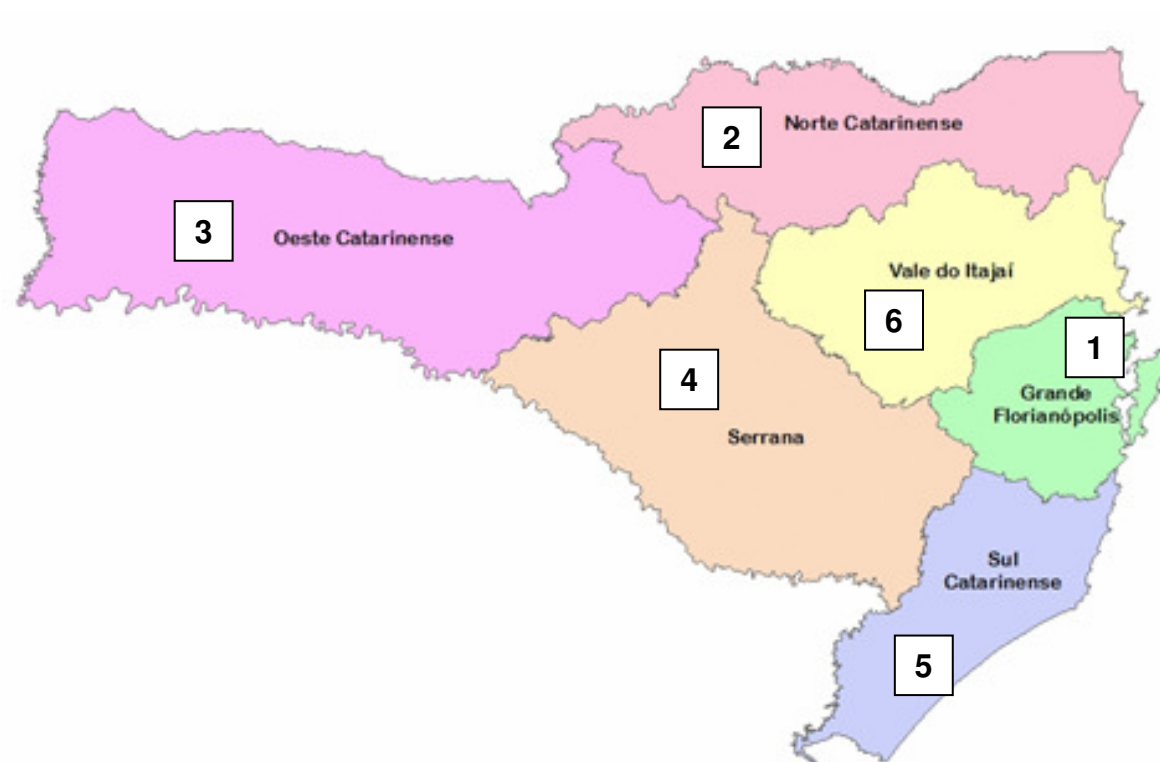 2
Norte Catarinense
3
Oeste Catarinense
Vale do Itajaí
6
1
4
Grande
Florianópolis
Serrana
Sul
Catarinense
5